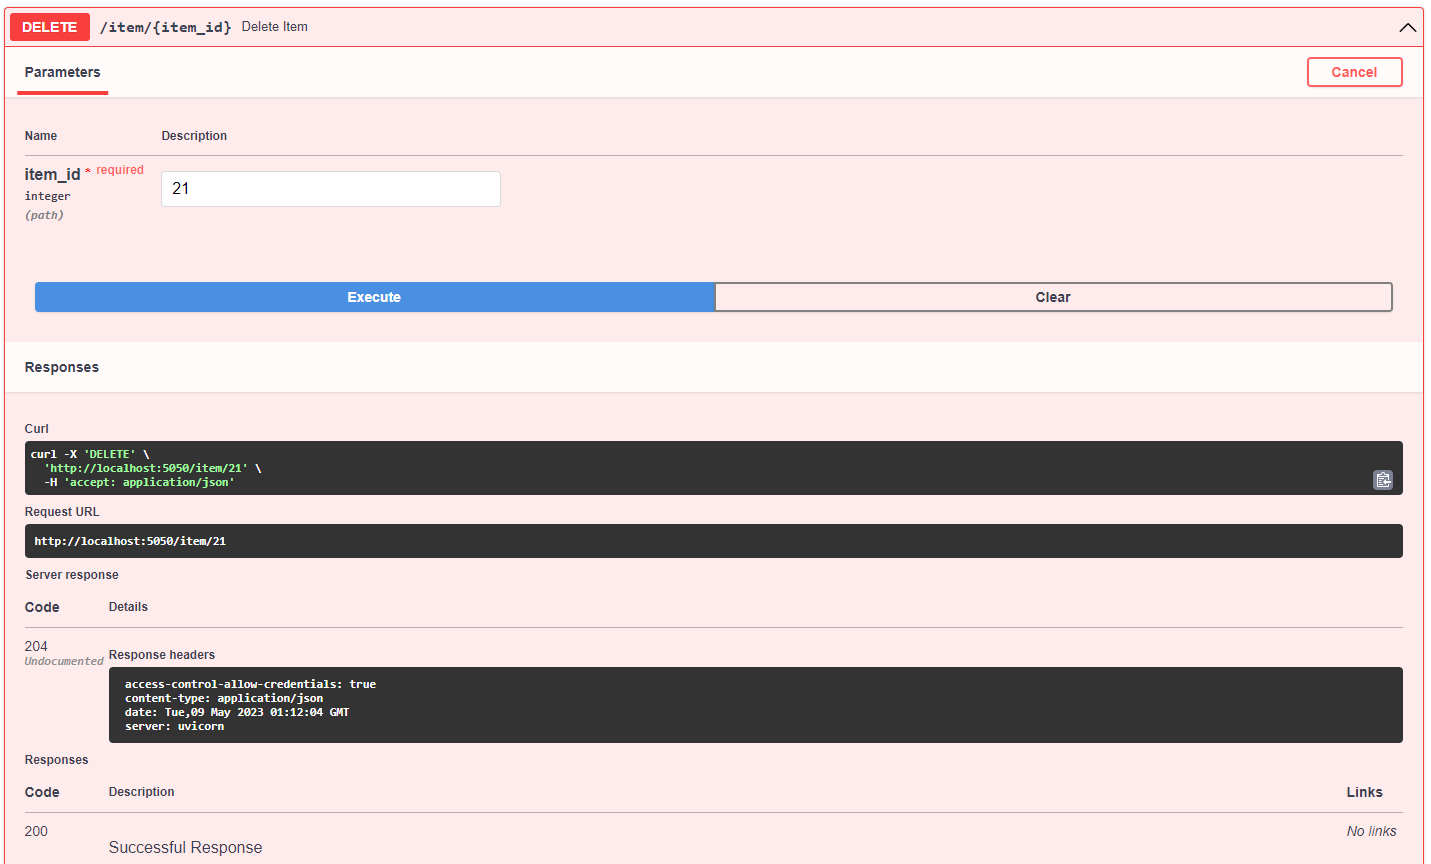 DELETE /item/{item_id} Delete Item
Parameters Cancel
Name Description
item_id * required
integer
(path)
21
Execute Clear
Responses
Curl
curl -X 'DELETE' \
  'http://localhost:5050/item/21' \
  -H 'accept: application/json'
Request URL
http://localhost:5050/item/21
Server response
Code Details
204
Undocumented
Response headers
access-control-allow-credentials: true
content-type: application/json
date: Tue,09 May 2023 01:12:04 GMT
server: uvicorn
Responses
Code Description Links
200 No links
Successful Response